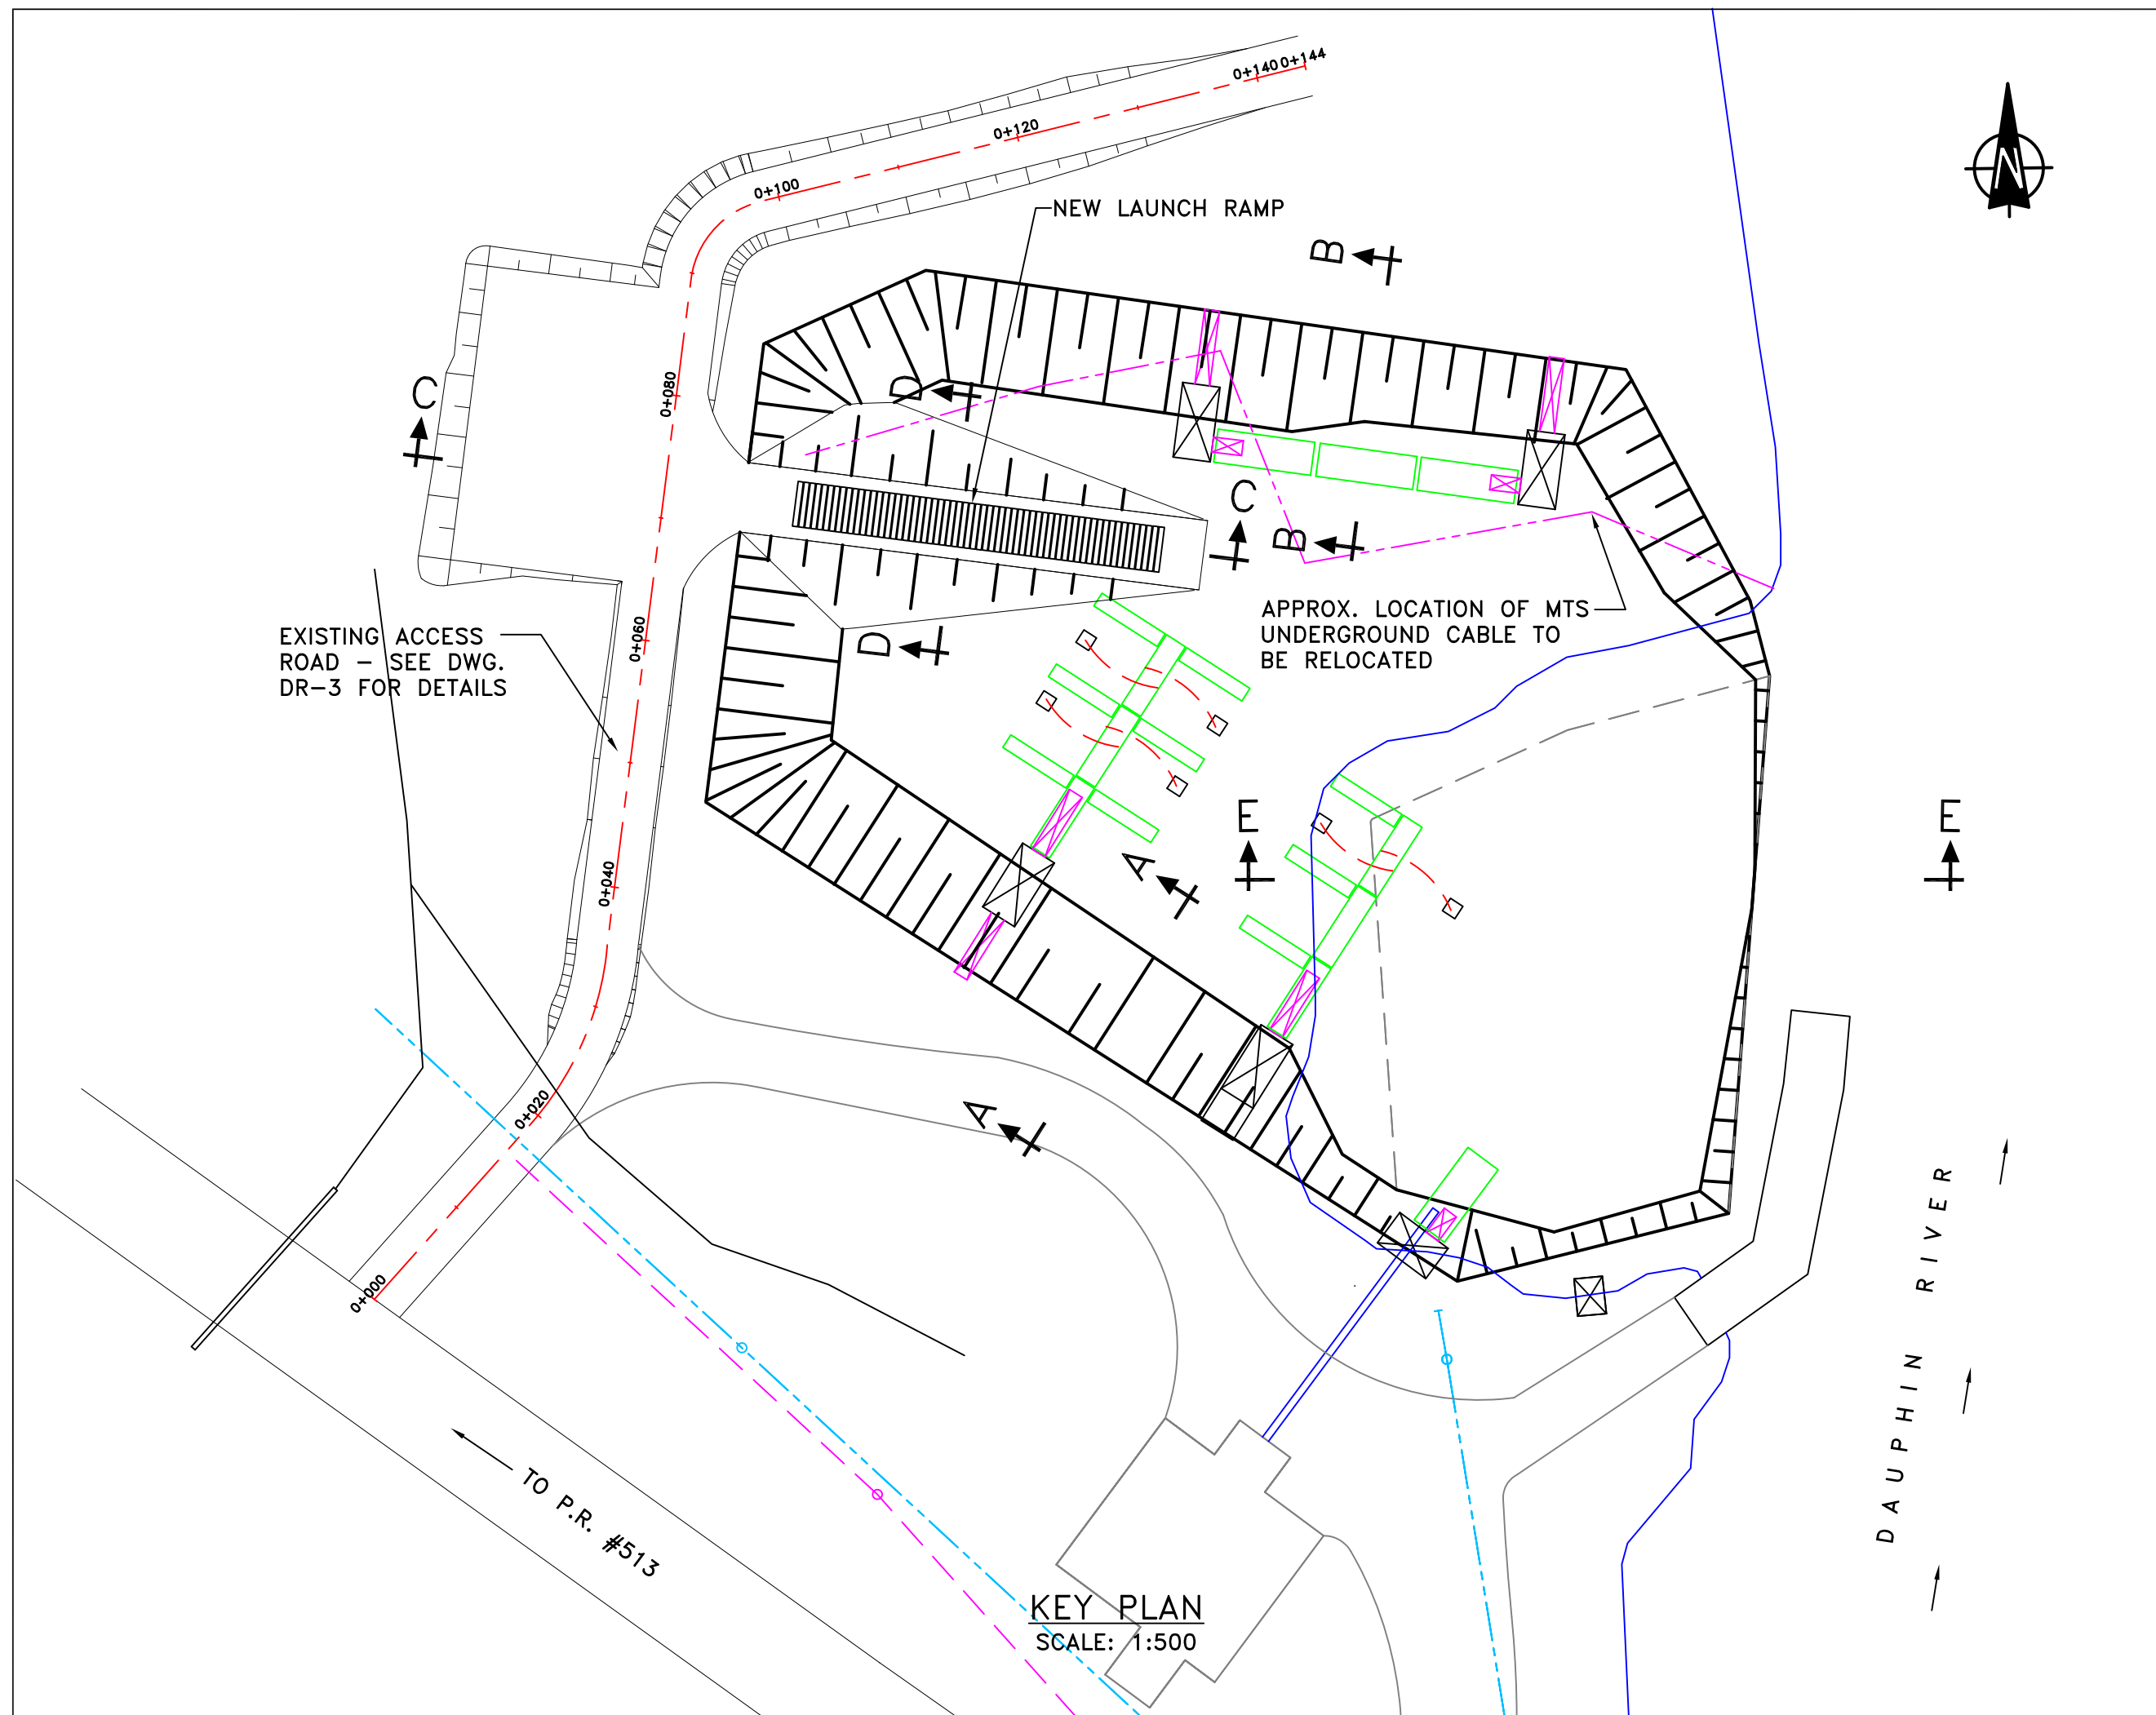 0+140
0+144
0+120
0+100
N
NEW LAUNCH RAMP
B
D
C
0+080
C
B
APPROX. LOCATION OF MTS
UNDERGROUND CABLE TO
BE RELOCATED
EXISTING ACCESS
ROAD – SEE DWG.
DR–3 FOR DETAILS
0+060
D
E
E
A
0+040
A
0+020
0+000
DAUPHIN RIVER
TO P.R. #513
KEY PLAN
SCALE: 1:500